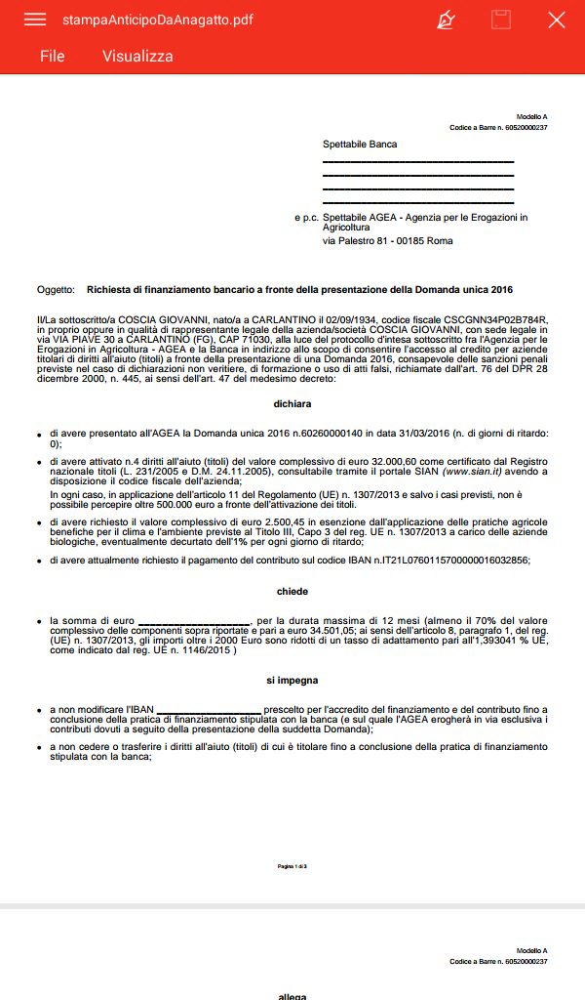 stampaAnticipoDaAnagatto.pdf
File Visualizza
Modello A
Codice a Barre n. 60520000237
Spettabile Banca
e p.c. Spettabile AGEA - Agenzia per le Erogazioni in
Agricoltura
via Palestro 81 - 00185 Roma
Oggetto: Richiesta di finanziamento bancario a fronte della presentazione della Domanda unica 2016
Il/La sottoscritto/a COSCIA GIOVANNI, nato/a a CARLANTINO il 02/09/1934, codice fiscale CSCGNN34P02B784R,
in proprio oppure in qualità di rappresentante legale della azienda/società COSCIA GIOVANNI, con sede legale in
via VIA PIAVE 30 a CARLANTINO (FG), CAP 71030, alla luce del protocollo d'intesa sottoscritto fra l'Agenzia per le
Erogazioni in Agricoltura - AGEA e la Banca in indirizzo allo scopo di consentire l'accesso al credito per aziende
titolari di diritti all'aiuto (titoli) a fronte della presentazione di una Domanda 2016, consapevole delle sanzioni penali
previste nel caso di dichiarazioni non veritiere, di formazione o uso di atti falsi, richiamate dall'art. 76 del DPR 28
dicembre 2000, n. 445, ai sensi dell'art. 47 del medesimo decreto:
dichiara
• di avere presentato all'AGEA la Domanda unica 2016 n.60260000140 in data 31/03/2016 (n. di giorni di ritardo:
0);
• di avere attivato n.4 diritti all'aiuto (titoli) del valore complessivo di euro 32.000,60 come certificato dal Registro
nazionale titoli (L. 231/2005 e D.M. 24.11.2005), consultabile tramite il portale SIAN (www.sian.it) avendo a
disposizione il codice fiscale dell'azienda;
In ogni caso, in applicazione dell'articolo 11 del Regolamento (UE) n. 1307/2013 e salvo i casi previsti, non è
possibile percepire oltre 500.000 euro a fronte dell'attivazione dei titoli.
• di avere richiesto il valore complessivo di euro 2.500,45 in esenzione dall'applicazione delle pratiche agricole
benefiche per il clima e l'ambiente previste al Titolo III, Capo 3 del reg. UE n. 1307/2013 a carico delle aziende
biologiche, eventualmente decurtato dell'1% per ogni giorno di ritardo;
• di avere attualmente richiesto il pagamento del contributo sul codice IBAN n.IT21L0760115700000016032856;
chiede
• la somma di euro ____________________, per la durata massima di 12 mesi (almeno il 70% del valore
complessivo delle componenti sopra riportate e pari a euro 34.501,05; ai sensi dell'articolo 8, paragrafo 1, del reg.
(UE) n. 1307/2013, gli importi oltre i 2000 Euro sono ridotti di un tasso di adattamento pari all'1,393041 % UE,
come indicato dal reg. UE n. 1146/2015 )
si impegna
• a non modificare l'IBAN ____________________ prescelto per l'accredito del finanziamento e del contributo fino a
conclusione della pratica di finanziamento stipulata con la banca (e sul quale l'AGEA erogherà in via esclusiva i
contributi dovuti a seguito della presentazione della suddetta Domanda);
• a non cedere o trasferire i diritti all'aiuto (titoli) di cui è titolare fino a conclusione della pratica di finanziamento
stipulata con la banca;
Pagina 1 di 3
Modello A
Codice a Barre n. 60520000237
allega